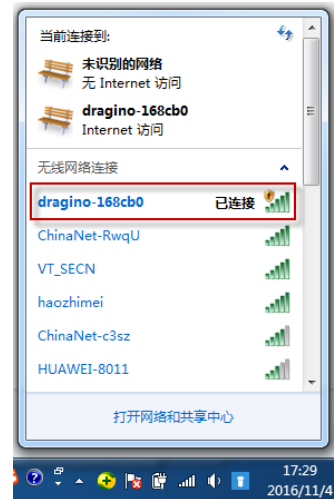 当前连接到:
未识别的网络
无 Internet 访问
dragino-168cb0
Internet 访问
无线网络连接
dragino-168cb0 已连接
ChinaNet-RwqU
VT_SECN
haozhimei
ChinaNet-c3sz
HUAWEI-8011
打开网络和共享中心
17:29
2016/11/4